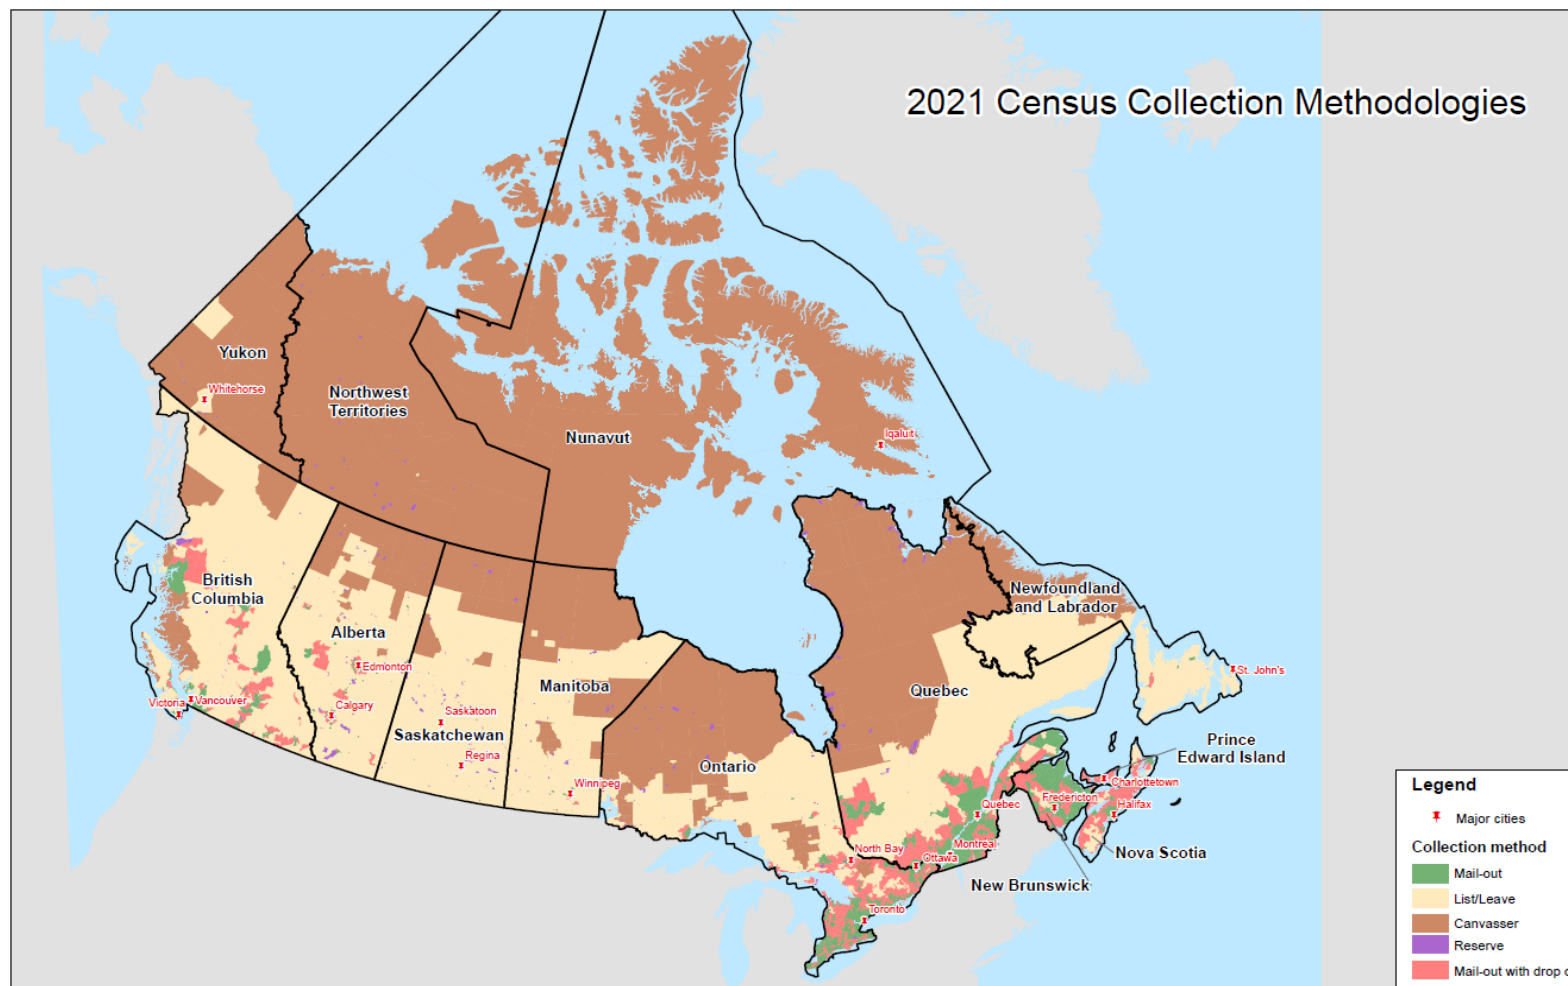 2021 Census Collection Methodologies
Yukon
Whitehorse
Northwest
Territories
Nunavut
Iqaluit
British
Columbia
Alberta
Edmonton
Newfoundland
and Labrador
St. John's
Victoria
Vancouver
Calgary
Saskatoon
Saskatchewan
Regina
Manitoba
Winnipeg
Ontario
Quebec
Prince
Edward Island
Charlottetown
Quebec
Fredericton
Halifax
North Bay
Ottawa
Montreal
Nova Scotia
New Brunswick
Toronto
Legend
Major cities
Collection method
Mail-out
List/Leave
Canvasser
Reserve
Mail-out with drop